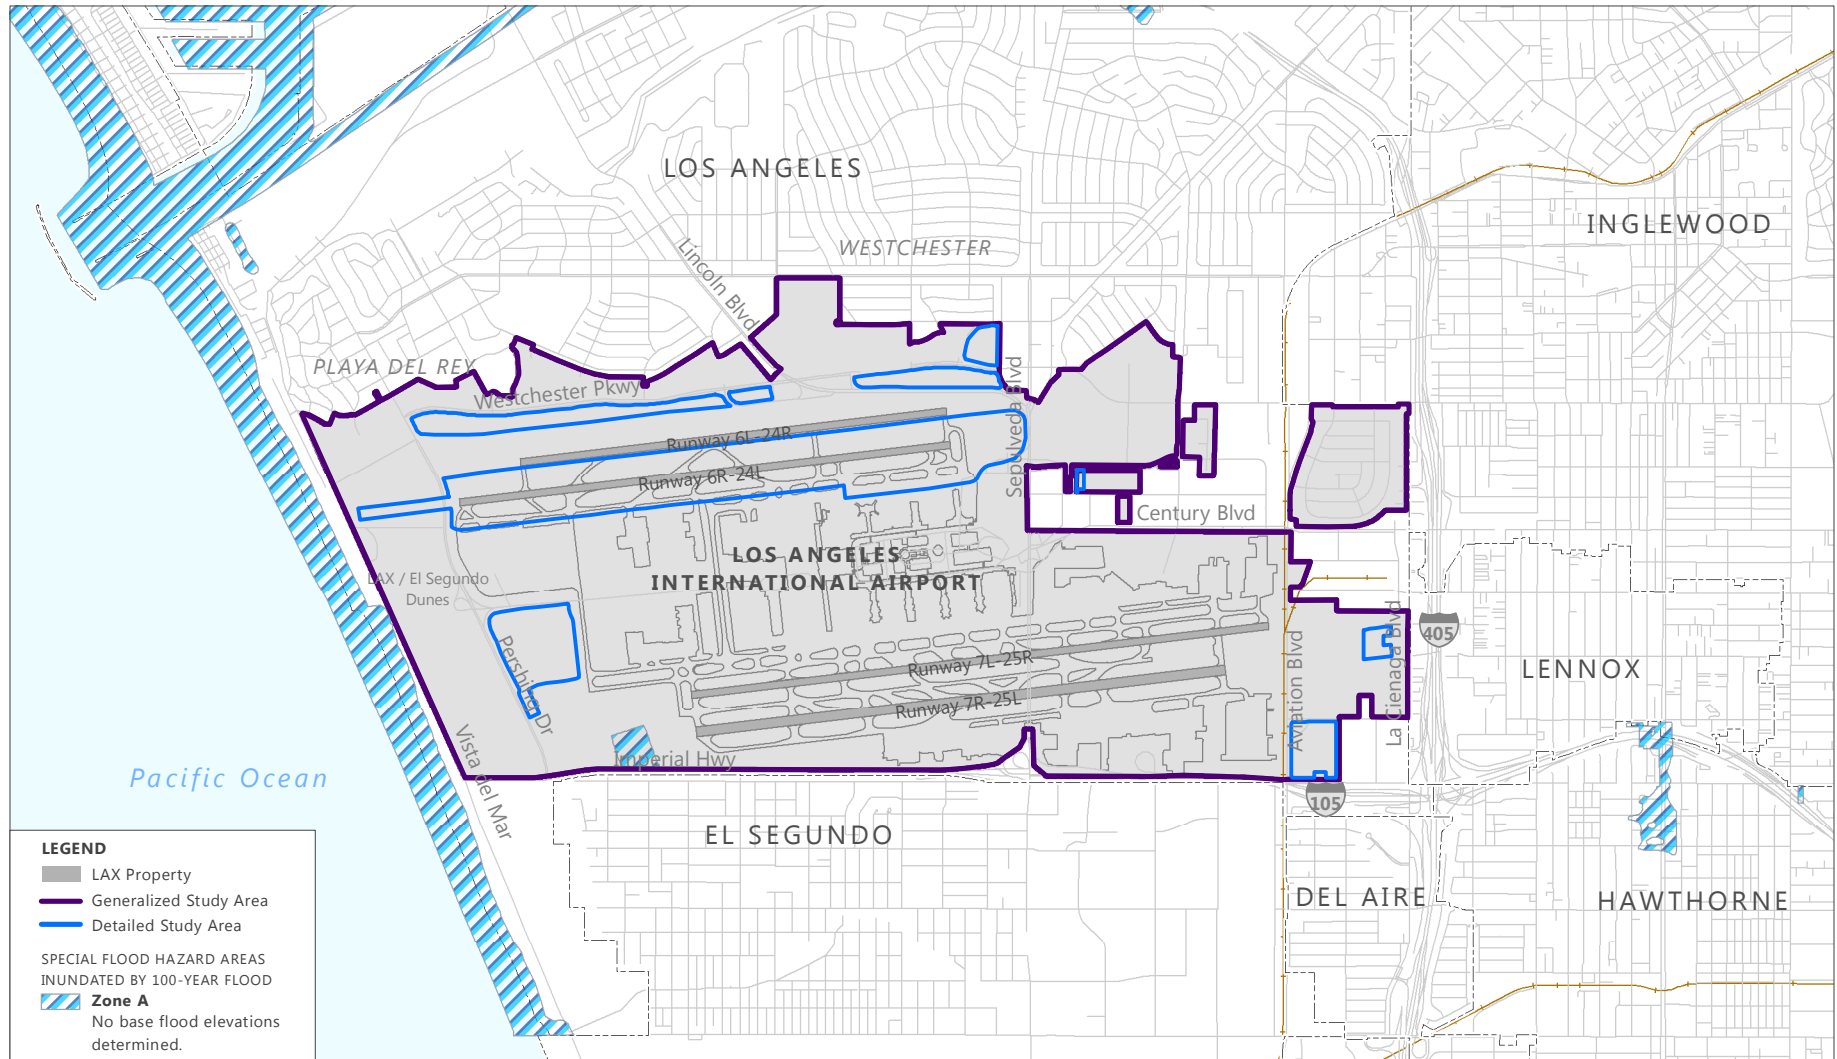 LOS ANGELES
INGLEWOOD
WESTCHESTER
Lincoln Blvd
PLAYA DEL REY
Westchester Pkwy
Sepulveda Blvd
Runway 6L-24R
Runway 6R-24L
Century Blvd
LOS ANGELES
INTERNATIONAL AIRPORT
LAX / El Segundo
Dunes
Pershing Dr
405
Runway 7L-25R
LENNOX
Aviation Blvd
La Cienaga Blvd
Runway 7R-25L
Vista del Mar
Imperial Hwy
Pacific Ocean
105
EL SEGUNDO
DEL AIRE
HAWTHORNE
LEGEND
LAX Property
Generalized Study Area
Detailed Study Area
SPECIAL FLOOD HAZARD AREAS
INUNDATED BY 100-YEAR FLOOD
Zone A
No base flood elevations
determined.